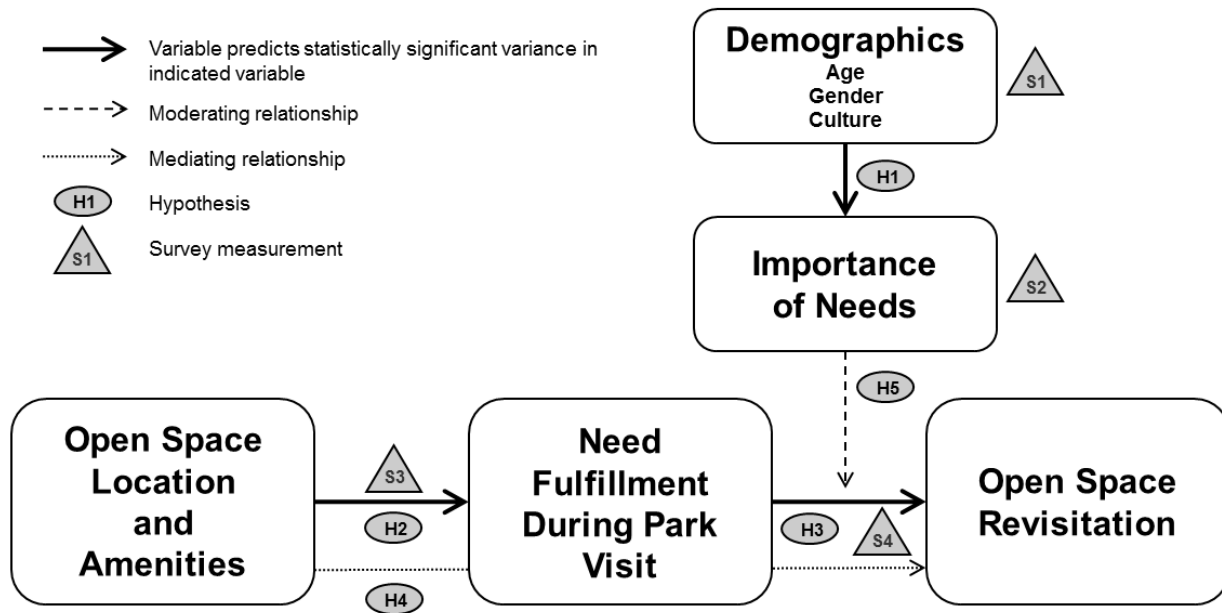 Variable predicts statistically significant variance in
indicated variable
Moderating relationship
Mediating relationship
H1
Hypothesis
S1
Survey measurement
Demographics
Age
Gender
Culture
S1
H1
Importance
of Needs
S2
H5
Open Space
Location
and
Amenities
S3
H2
H4
Need
Fulfillment
During Park
Visit
H3
S4
Open Space
Revisitation